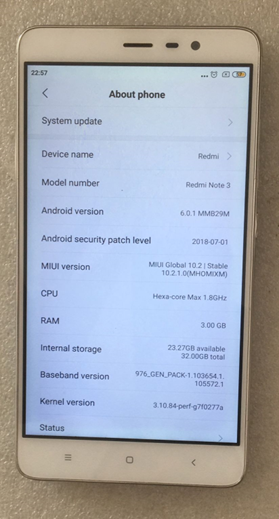 22:57
About phone
System update
Device name Redmi
Model number Redmi Note 3
Android version 6.0.1 MMB29M
Android security patch level 2018-07-01
MIUI version MIUI Global 10.2 | Stable
10.2.1.0(MHOMIXM)
CPU Hexa-core Max 1.8GHz
RAM 3.00 GB
Internal storage 23.27GB available
32.00GB total
Baseband version 976_GEN_PACK-1.103654.1.
105572.1
Kernel version 3.10.84-perf-g7f0277a
Status